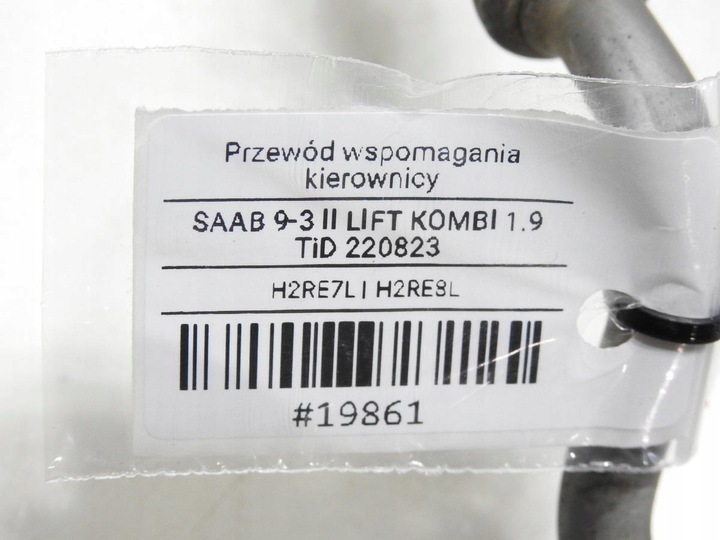 Przewód wspomagania
kierownicy
SAAB 9-3 II LIFT KOMBI 1.9
TiD 220823
H2RE7L | H2RE8L
#19861